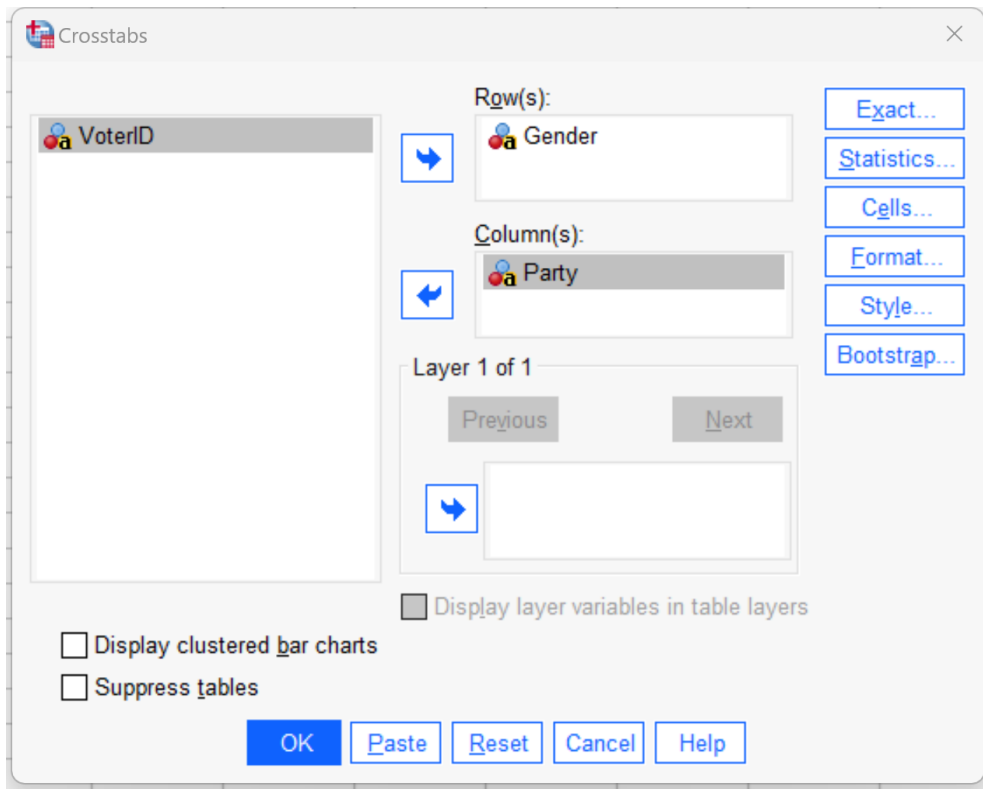 Crosstabs
VoterID
Row(s):
Gender
Column(s):
Party
Layer 1 of 1
Previous
Next
Display layer variables in table layers
Exact...
Statistics...
Cells...
Format...
Style...
Bootstrap...
Display clustered bar charts
Suppress tables
OK
Paste
Reset
Cancel
Help